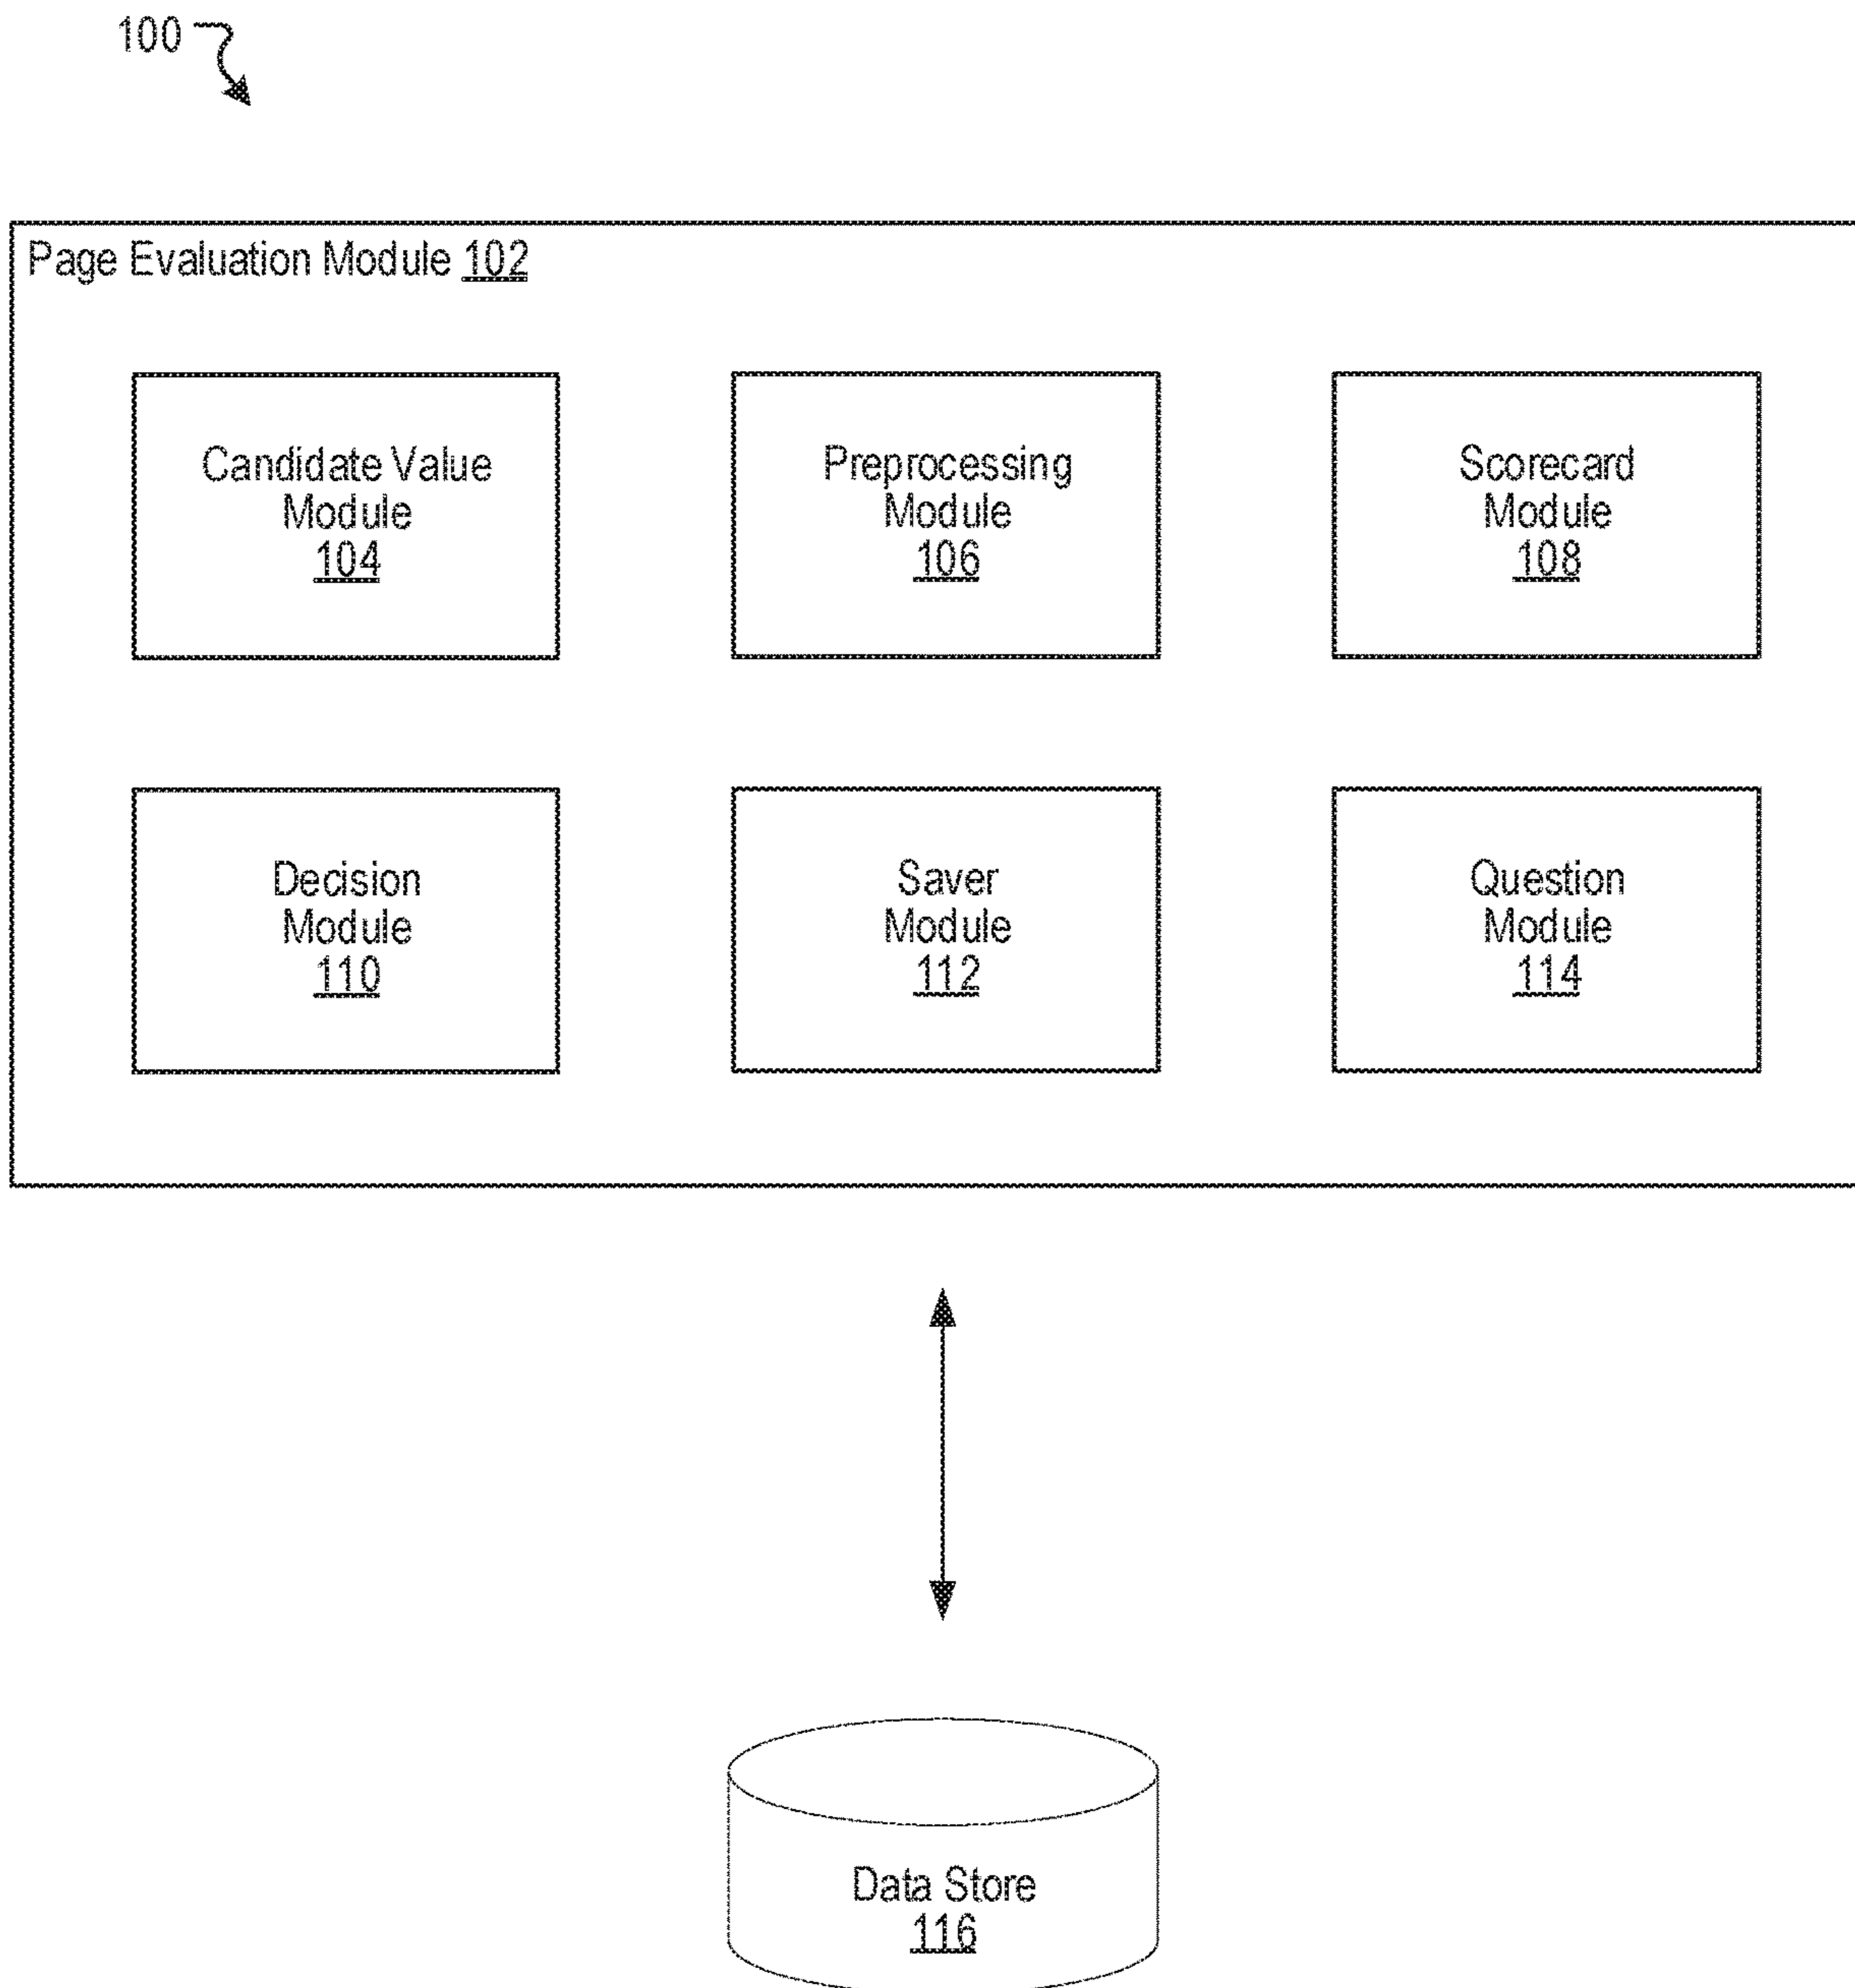 100
Page Evaluation Module 102
Candidate Value
Module
104
Preprocessing
Module
106
Scorecard
Module
108
Decision
Module
110
Saver
Module
112
Question
Module
114
Data Store
116